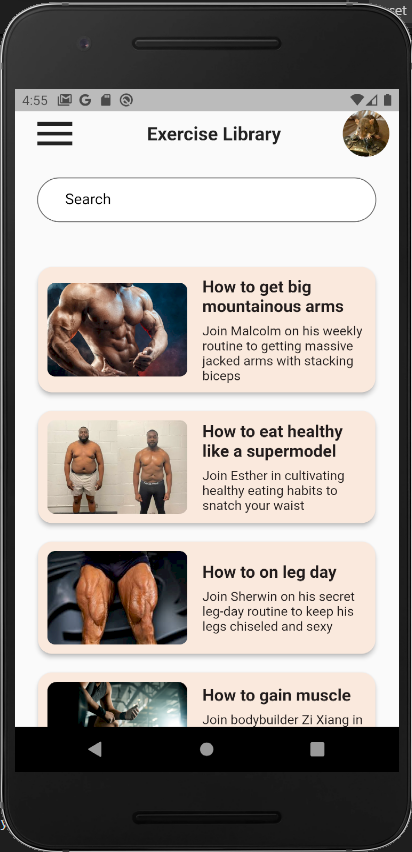 set
4:55
Exercise Library
Search
How to get big
mountainous arms
Join Malcolm on his weekly
routine to getting massive
jacked arms with stacking
biceps
How to eat healthy
like a supermodel
Join Esther in cultivating
healthy eating habits to
snatch your waist
How to on leg day
Join Sherwin on his secret
leg-day routine to keep his
legs chiseled and sexy
How to gain muscle
Join bodybuilder Zi Xiang in
y